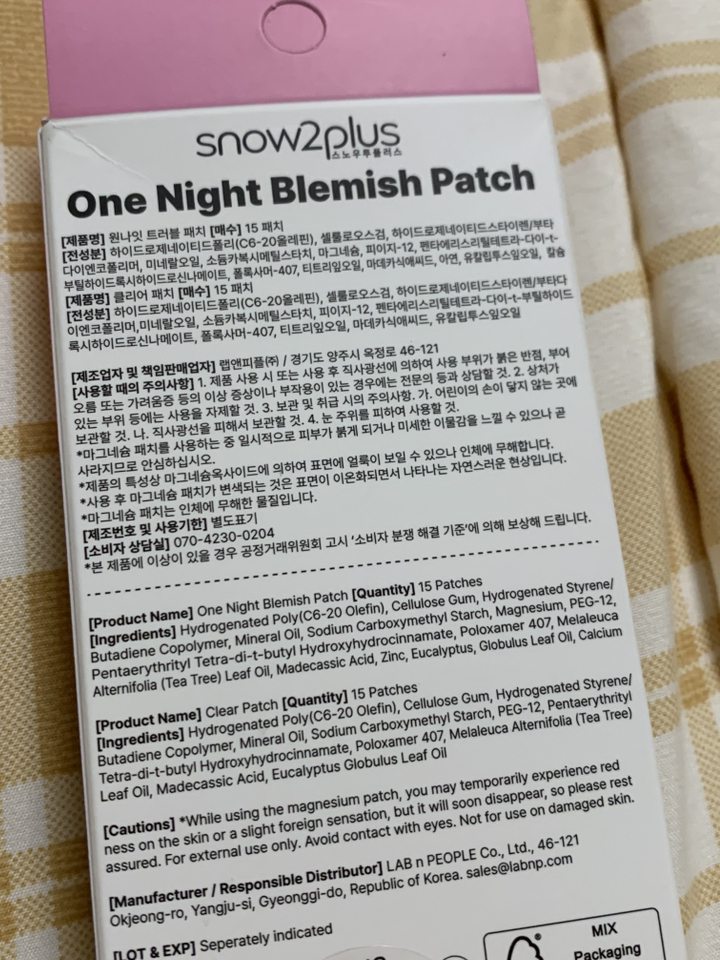 snow2plus
스노우투플러스
One Night Blemish Patch
[제품명] 원나잇 트러블 패치 [매수] 15 패치
[전성분] 하이드로제네이티드폴리(C6-20올레핀), 셀룰로오스검, 하이드로제네이티드스타이렌/부타
다이엔코폴리머, 미네랄오일, 소듐카복시메틸스타치, 마그네슘, 피이지-12, 펜타에리스리틸테트라-다이-t-
부틸하이드록시하이드로신나메이트, 폴록사머-407, 티트리잎오일, 마데카식애씨드, 아연, 유칼립투스잎오일, 칼슘
[제품명] 클리어 패치 [매수] 15 패치
[전성분] 하이드로제네이티드폴리(C6-20올레핀), 셀룰로오스검, 하이드로제네이티드스타이렌/부타다
이엔코폴리머,미네랄오일, 소듐카복시메틸스타치, 피이지-12, 펜타에리스리틸테트라-다이-t-부틸하이드
록시하이드로신나메이트, 폴록사머-407, 티트리잎오일, 마데카식애씨드, 유칼립투스잎오일
[제조업자 및 책임판매업자] 랩앤피플㈜ / 경기도 양주시 옥정로 46-121
[사용할 때의 주의사항] 1. 제품 사용 시 또는 사용 후 직사광선에 의하여 사용 부위가 붉은 반점, 부어
오름 또는 가려움증 등의 이상 증상이나 부작용이 있는 경우에는 전문의 등과 상담할 것. 2. 상처가
있는 부위 등에는 사용을 자제할 것. 3. 보관 및 취급 시의 주의사항. 가. 어린이의 손이 닿지 않는 곳에
보관할 것. 나. 직사광선을 피해서 보관할 것. 4. 눈 주위를 피하여 사용할 것.
*마그네슘 패치를 사용하는 중 일시적으로 피부가 붉게 되거나 미세한 이물감을 느낄 수 있으나 곧
사라지므로 안심하십시오.
*제품의 특성상 마그네슘옥사이드에 의하여 표면에 얼룩이 보일 수 있으나 인체에 무해합니다.
*사용 후 마그네슘 패치가 변색되는 것은 표면이 이온화되면서 나타나는 자연스러운 현상입니다.
*마그네슘 패치는 인체에 무해한 물질입니다.
[제조번호 및 사용기한] 별도표기
[소비자 상담실] 070-4230-0204
*본 제품에 이상이 있을 경우 공정거래위원회 고시 '소비자 분쟁 해결 기준'에 의해 보상해 드립니다.
[Product Name] One Night Blemish Patch [Quantity] 15 Patches
[Ingredients] Hydrogenated Poly(C6-20 Olefin), Cellulose Gum, Hydrogenated Styrene/
Butadiene Copolymer, Mineral Oil, Sodium Carboxymethyl Starch, Magnesium, PEG-12,
Pentaerythrityl Tetra-di-t-butyl Hydroxyhydrocinnamate, Poloxamer 407, Melaleuca
Alternifolia (Tea Tree) Leaf Oil, Madecassic Acid, Zinc, Eucalyptus, Globulus Leaf Oil, Calcium
[Product Name] Clear Patch [Quantity] 15 Patches
[Ingredients] Hydrogenated Poly(C6-20 Olefin), Cellulose Gum, Hydrogenated Styrene/
Butadiene Copolymer, Mineral Oil, Sodium Carboxymethyl Starch, PEG-12, Pentaerythrityl
Tetra-di-t-butyl Hydroxyhydrocinnamate, Poloxamer 407, Melaleuca Alternifolia (Tea Tree)
Leaf Oil, Madecassic Acid, Eucalyptus Globulus Leaf Oil
[Cautions] *While using the magnesium patch, you may temporarily experience red
ness on the skin or a slight foreign sensation, but it will soon disappear, so please rest
assured. For external use only. Avoid contact with eyes. Not for use on damaged skin.
[Manufacturer / Responsible Distributor] LAB n PEOPLE Co., Ltd., 46-121
Okjeong-ro, Yangju-si, Gyeonggi-do, Republic of Korea. sales@labnp.com
[LOT & EXP] Seperately indicated
MIX
Packaging